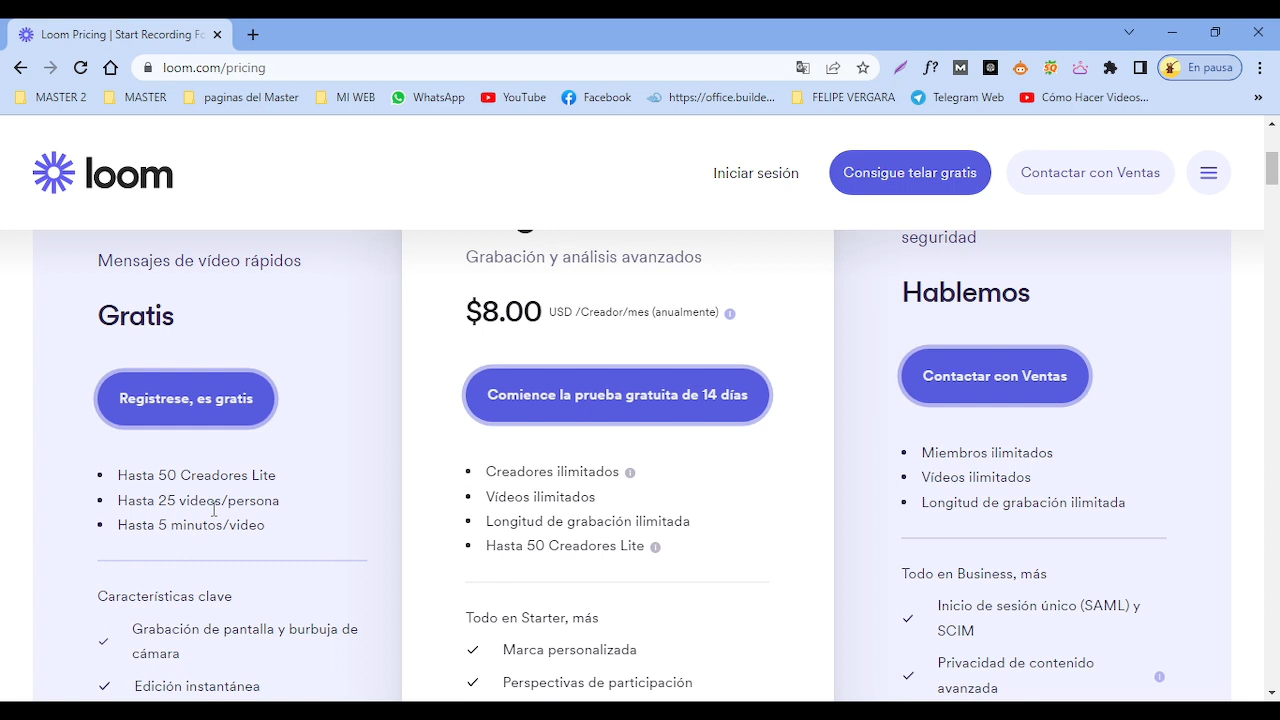 Loom Pricing | Start Recording Fo
loom.com/pricing
f?
M
SQ
En pausa
MASTER 2
MASTER
paginas del Master
MI WEB
WhatsApp
YouTube
Facebook
https://office.builde...
FELIPE VERGARA
Telegram Web
Cómo Hacer Videos...
»
loom
Iniciar sesión
Consigue telar gratis
Contactar con Ventas
Mensajes de vídeo rápidos
Gratis
Registrese, es gratis
Hasta 50 Creadores Lite
Hasta 25 videos/persona
Hasta 5 minutos/video
Características clave
Grabación de pantalla y burbuja de
cámara
Edición instantánea
Grabación y análisis avanzados
$8.00 USD /Creador/mes (anualmente)
Comience la prueba gratuita de 14 días
Creadores ilimitados
Vídeos ilimitados
Longitud de grabación ilimitada
Hasta 50 Creadores Lite
Todo en Starter, más
Marca personalizada
Perspectivas de participación
seguridad
Hablemos
Contactar con Ventas
Miembros ilimitados
Vídeos ilimitados
Longitud de grabación ilimitada
Todo en Business, más
Inicio de sesión único (SAML) y
SCIM
Privacidad de contenido
avanzada